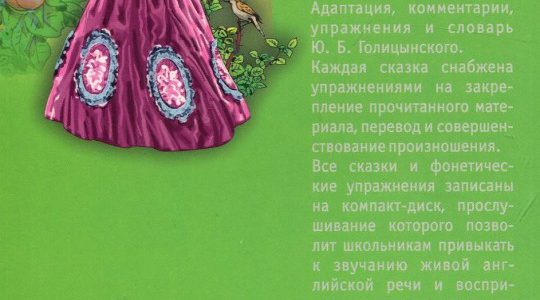 Адаптация, комментарии,
упражнения и словарь
Ю. Б. Голицынского.
Каждая сказка снабжена
упражнениями на закре-
пление прочитанного мате-
риала, перевод и совершен-
ствование произношения.
Все сказки и фонетичес-
кие упражнения записаны
на компакт-диск, прослу-
шивание которого позво-
лит школьникам привыкать
к звучанию живой анг-
лийской речи и воспри-